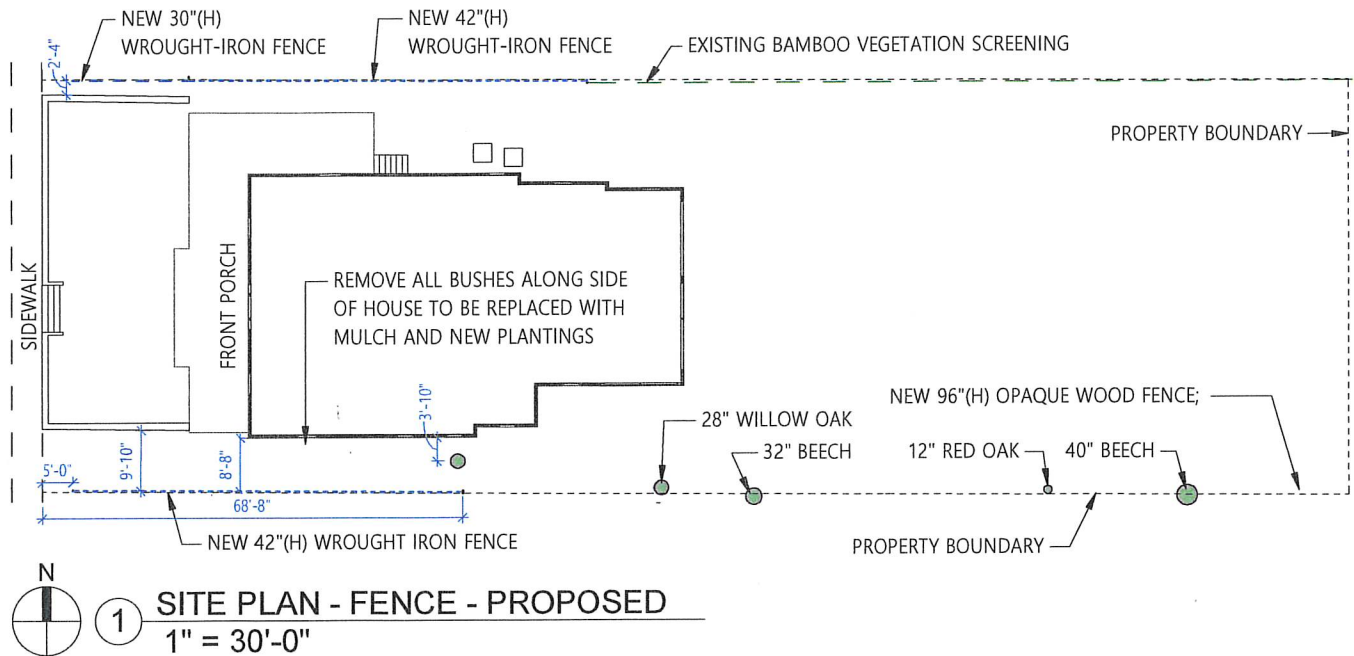 NEW 30"(H)
WROUGHT-IRON FENCE
NEW 42"(H)
WROUGHT-IRON FENCE
EXISTING BAMBOO VEGETATION SCREENING
2'-4"
PROPERTY BOUNDARY
SIDEWALK
FRONT PORCH
REMOVE ALL BUSHES ALONG SIDE
OF HOUSE TO BE REPLACED WITH
MULCH AND NEW PLANTINGS
3'-10"
NEW 96"(H) OPAQUE WOOD FENCE;
28" WILLOW OAK
32" BEECH
12" RED OAK
40" BEECH
5'-0"
9'-10"
8'-8"
68'-8"
NEW 42"(H) WROUGHT IRON FENCE
PROPERTY BOUNDARY
N
1
SITE PLAN - FENCE - PROPOSED
1" = 30'-0"